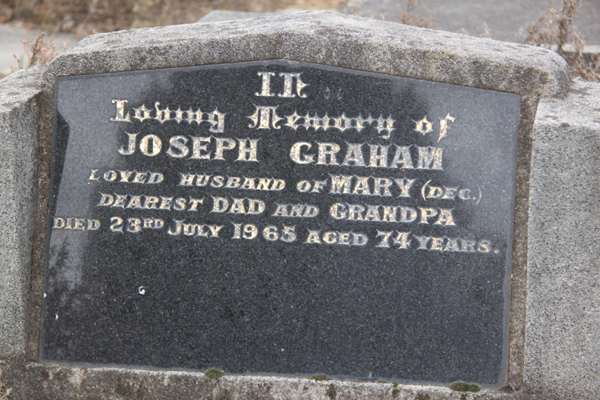 In
Loving Memory of
JOSEPH GRAHAM
LOVED HUSBAND OF MARY (DEC.)
DEAREST DAD AND GRANDPA
DIED 23RD JULY 1965 AGED 74 YEARS.